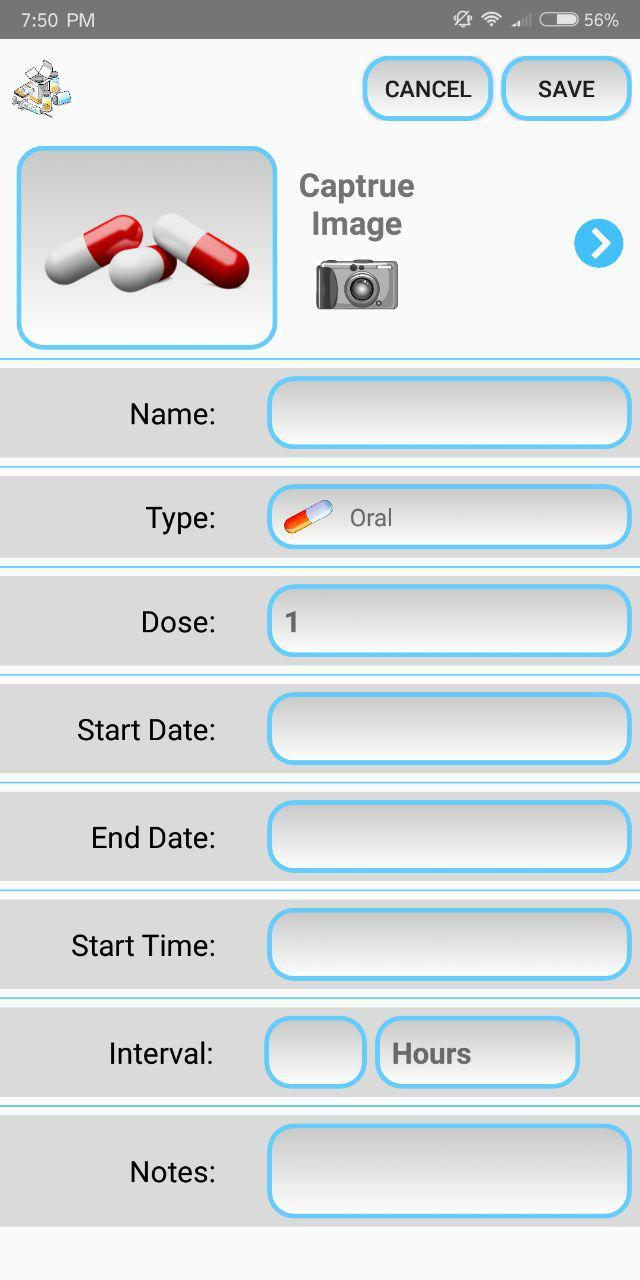 7:50 PM 56%
CANCEL SAVE
Captrue
Image
Name:
Type: Oral
Dose: 1
Start Date:
End Date:
Start Time:
Interval: Hours
Notes: